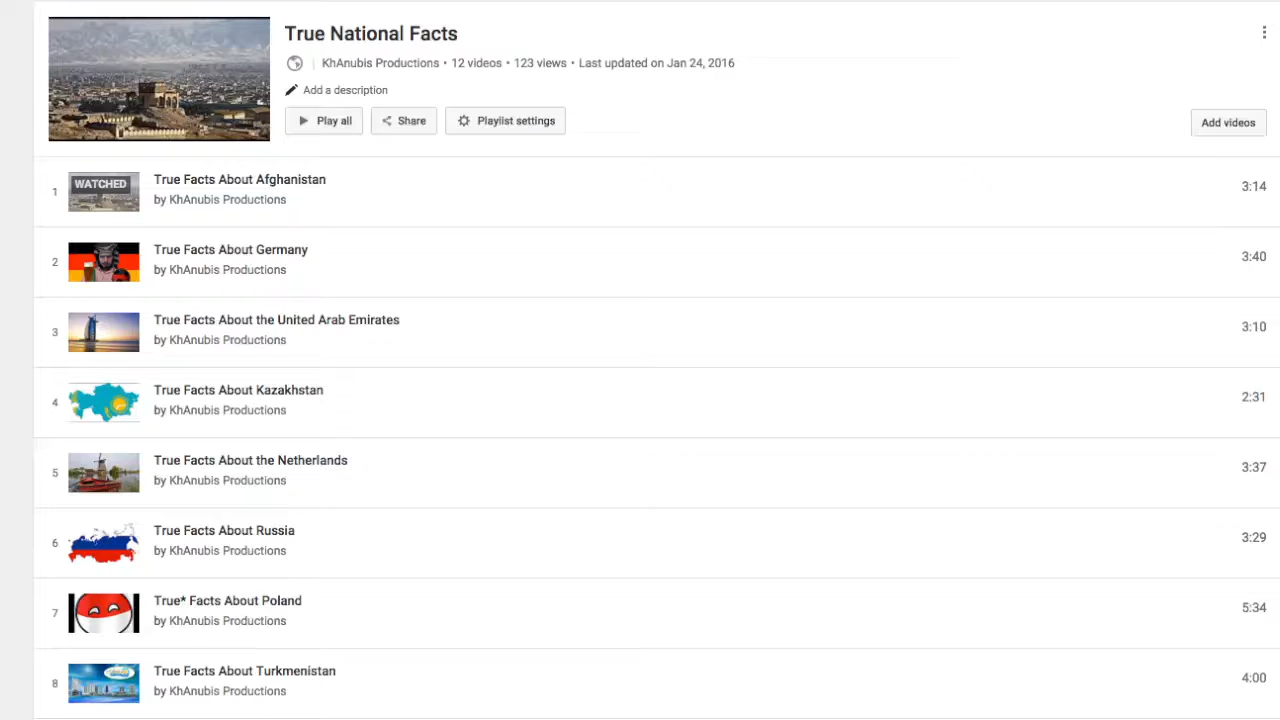 True National Facts
KhAnubis Productions • 12 videos • 123 views • Last updated on Jan 24, 2016
Add a description
Play all
Share
Playlist settings
Add videos
1
WATCHED
True Facts About Afghanistan
by KhAnubis Productions
3:14
2
True Facts About Germany
by KhAnubis Productions
3:40
3
True Facts About the United Arab Emirates
by KhAnubis Productions
3:10
4
True Facts About Kazakhstan
by KhAnubis Productions
2:31
5
True Facts About the Netherlands
by KhAnubis Productions
3:37
6
True Facts About Russia
by KhAnubis Productions
3:29
7
True* Facts About Poland
by KhAnubis Productions
5:34
8
True Facts About Turkmenistan
by KhAnubis Productions
4:00